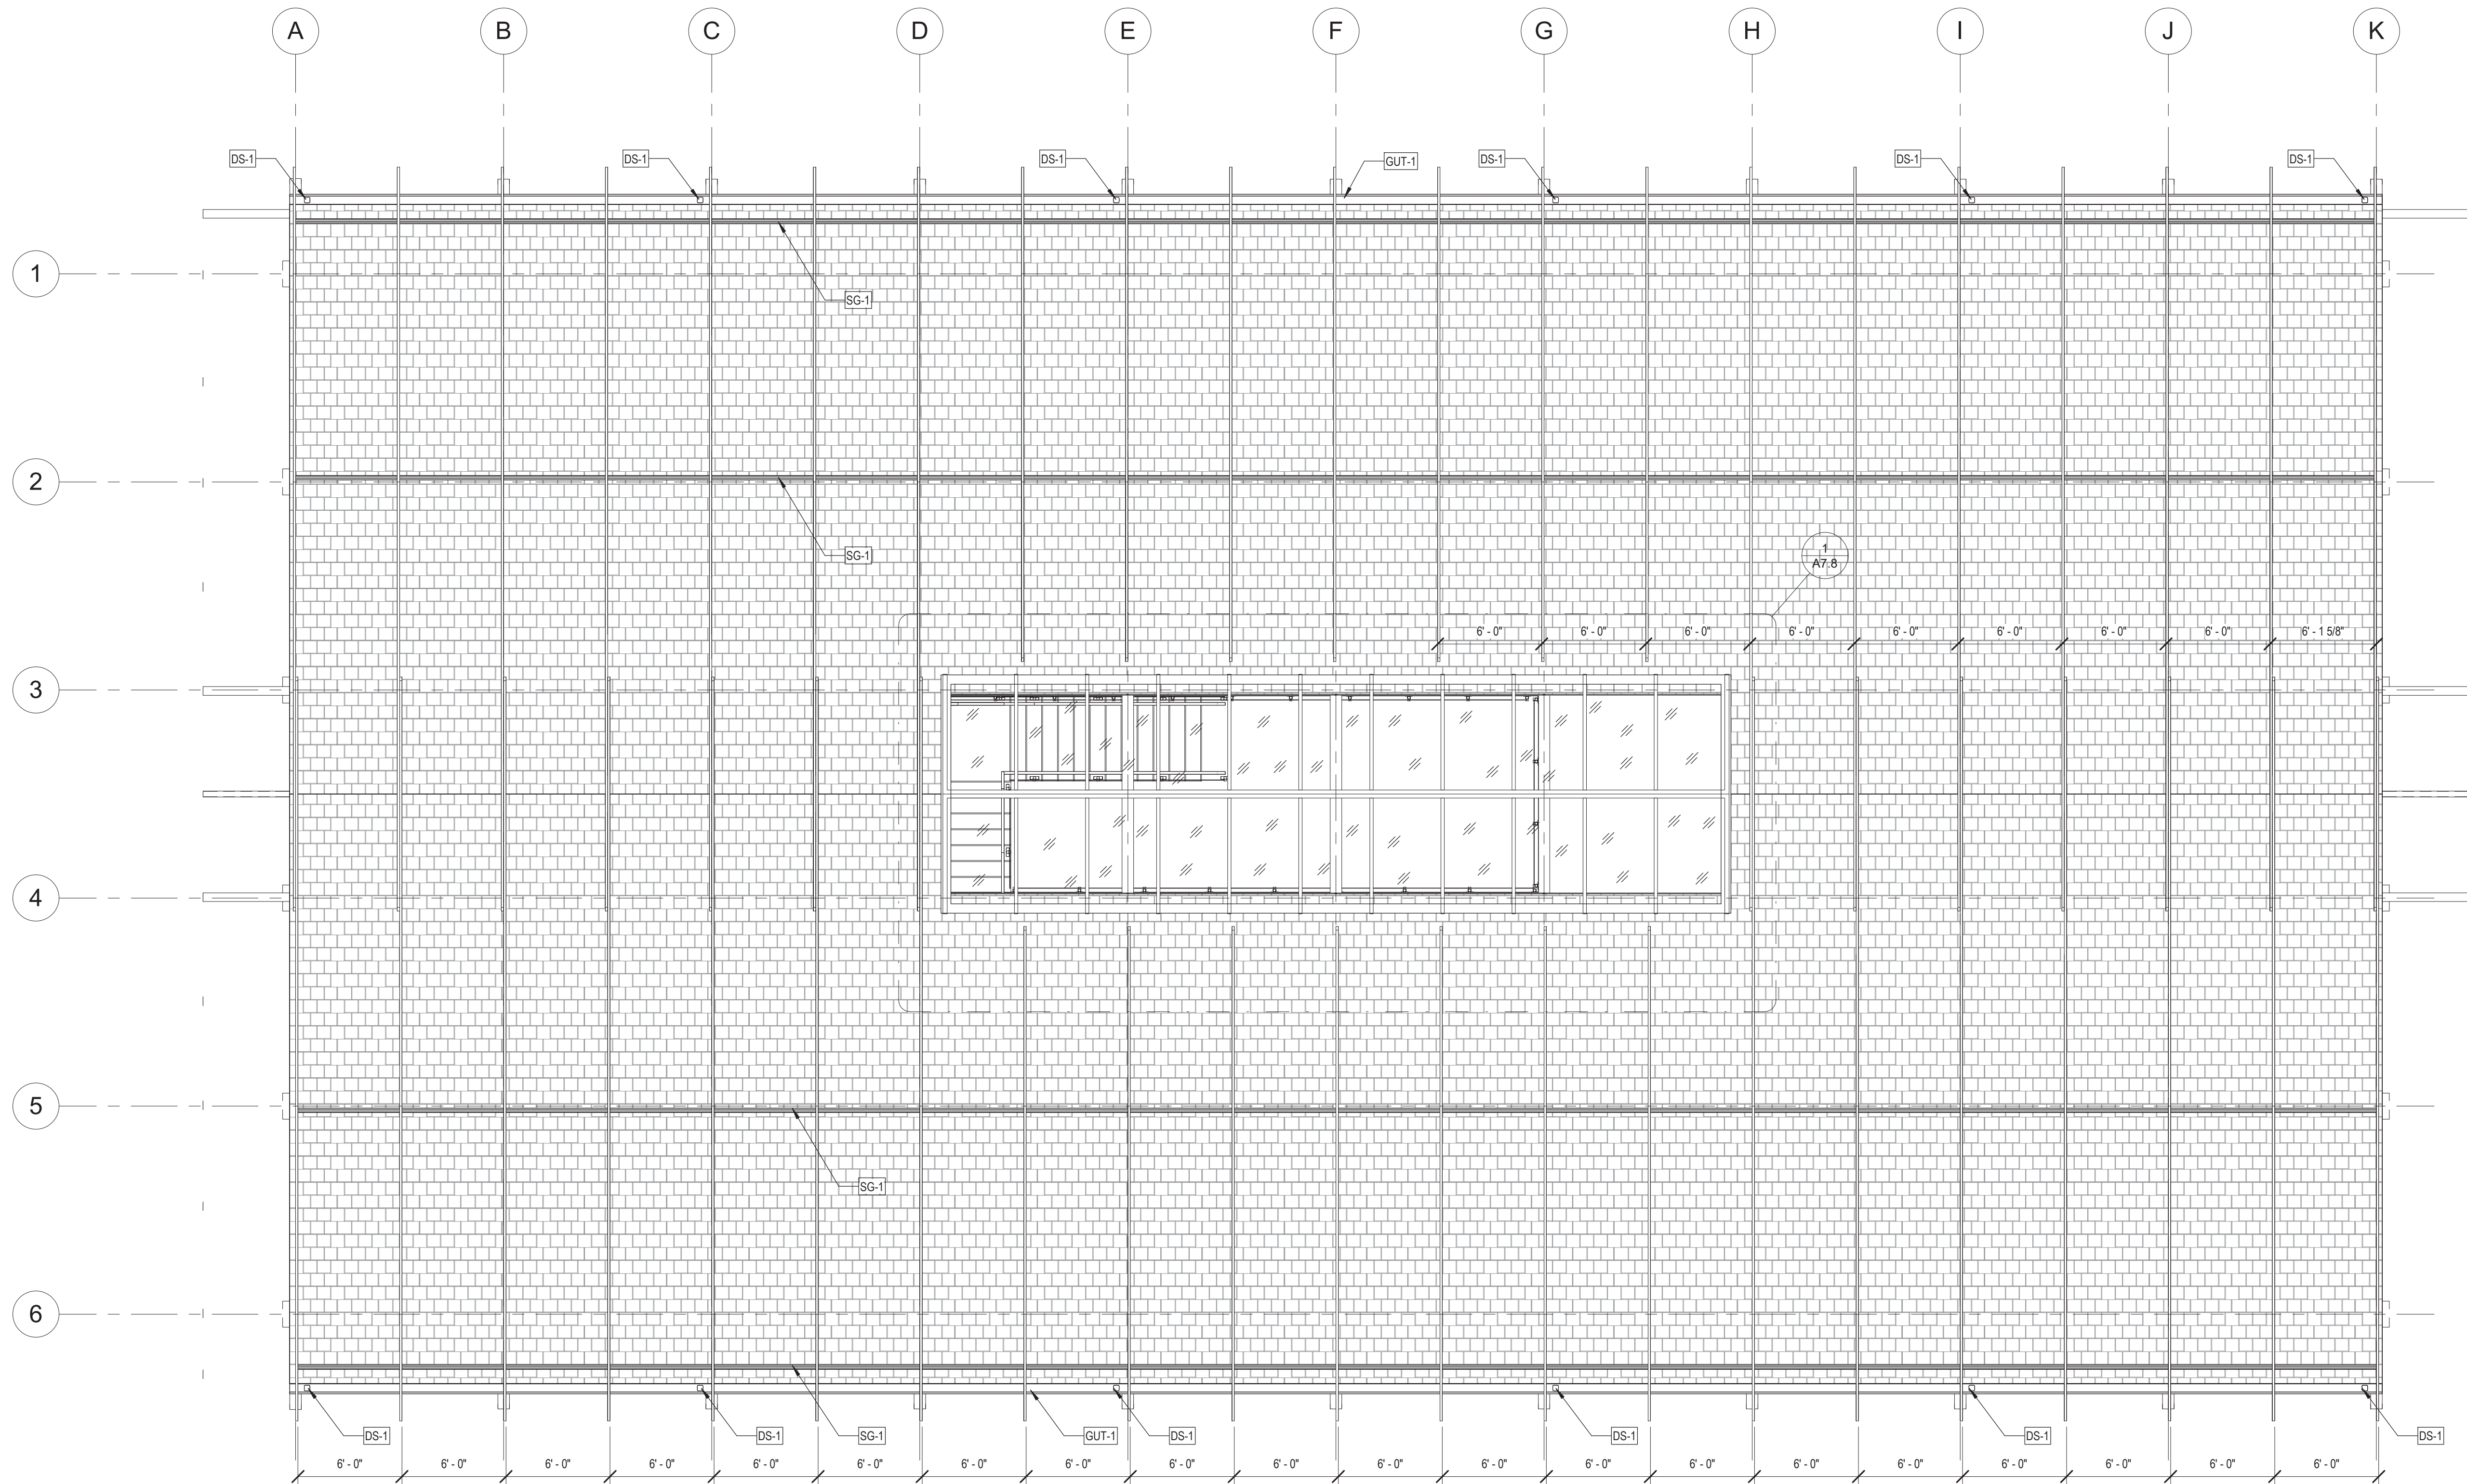 A B C D E F G H I J K
DS-1 DS-1 DS-1 GUT-1 DS-1 DS-1 DS-1
1
SG-1
2
SG-1
1
A7.8
6' - 0" 6' - 0" 6' - 0" 6' - 0" 6' - 0" 6' - 0" 6' - 0" 6' - 0" 6' - 1 5/8"
3
4
5
SG-1
6
DS-1 DS-1 SG-1 GUT-1 DS-1 DS-1 DS-1 DS-1
6' - 0" 6' - 0" 6' - 0" 6' - 0" 6' - 0" 6' - 0" 6' - 0" 6' - 0" 6' - 0" 6' - 0" 6' - 0" 6' - 0" 6' - 0" 6' - 0" 6' - 0" 6' - 0" 6' - 0" 6' - 0" 6' - 0" 6' - 0"